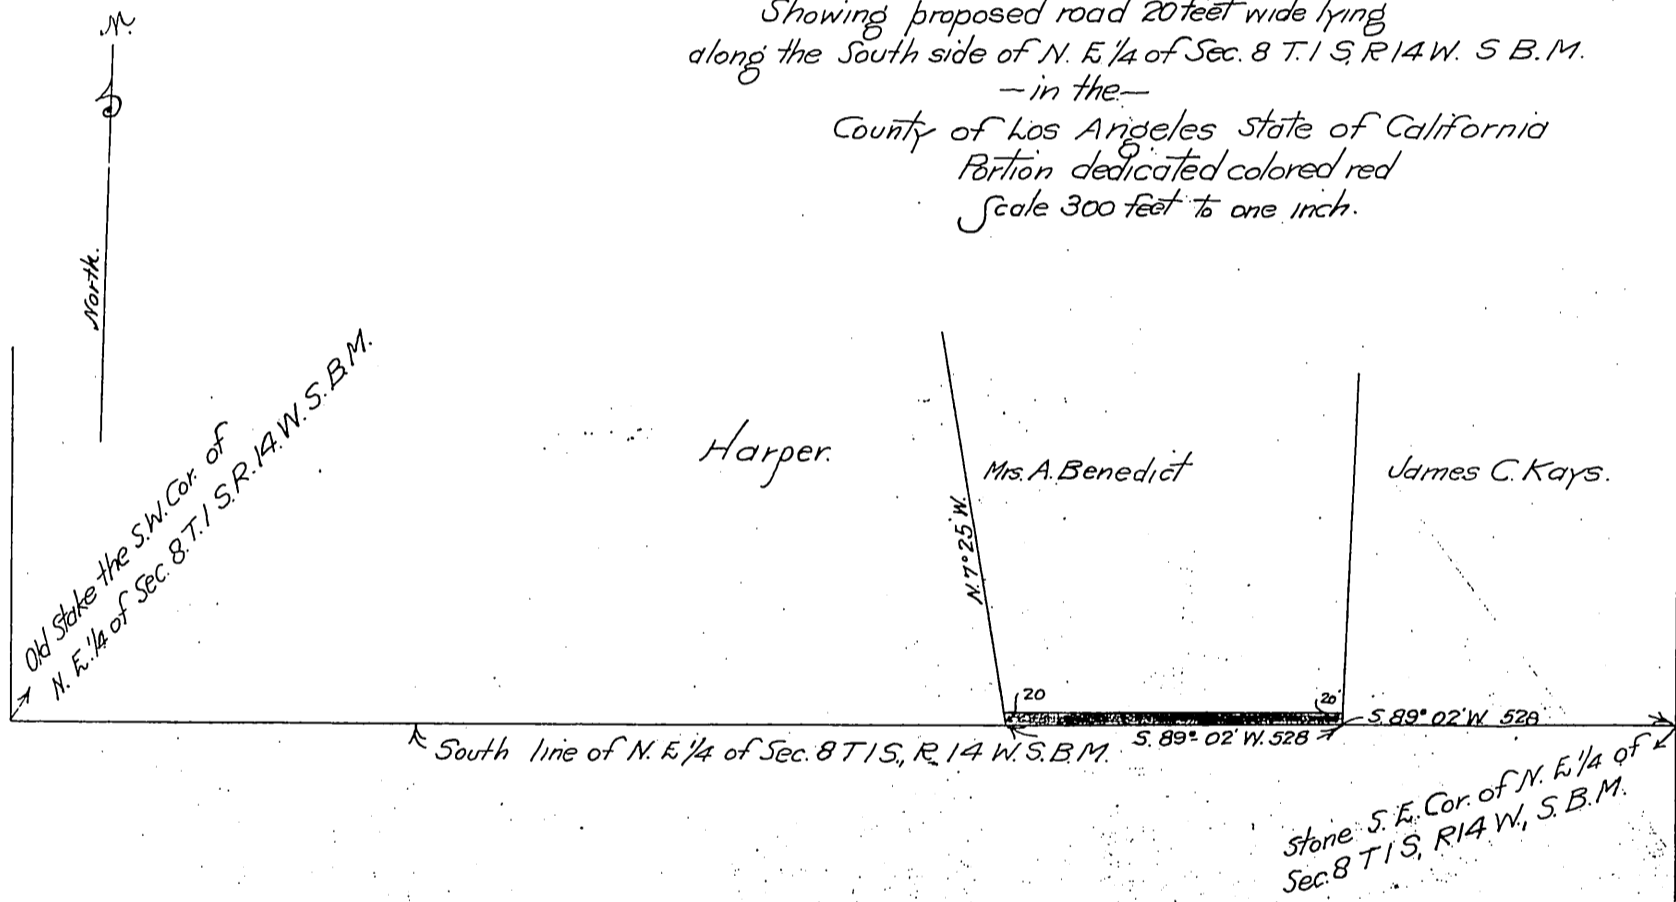 Showing proposed road 20 feet wide lying
along the South side of N. E. 1/4 of Sec. 8 T. 1 S. R 14 W. S B. M.
— in the —
County of Los Angeles State of California
Portion dedicated colored red
Scale 300 feet to one inch.
N.
North.
Old Stake the S. W. Cor. of
N. E. 1/4 of Sec. 8. T. 1 S. R. 14. W. S. B. M.
Harper.
N. 7° 25' W.
Mrs. A. Benedict
James C. Kays.
20
20'
S. 89° 02' W. 528
S. 89° 02' W. 528
South line of N. E 1/4 of Sec. 8 T 1 S., R. 14 W. S. B. M.
Stone S. E. Cor. of N. E 1/4 of
Sec. 8 T 1 S, R14 W., S. B. M.